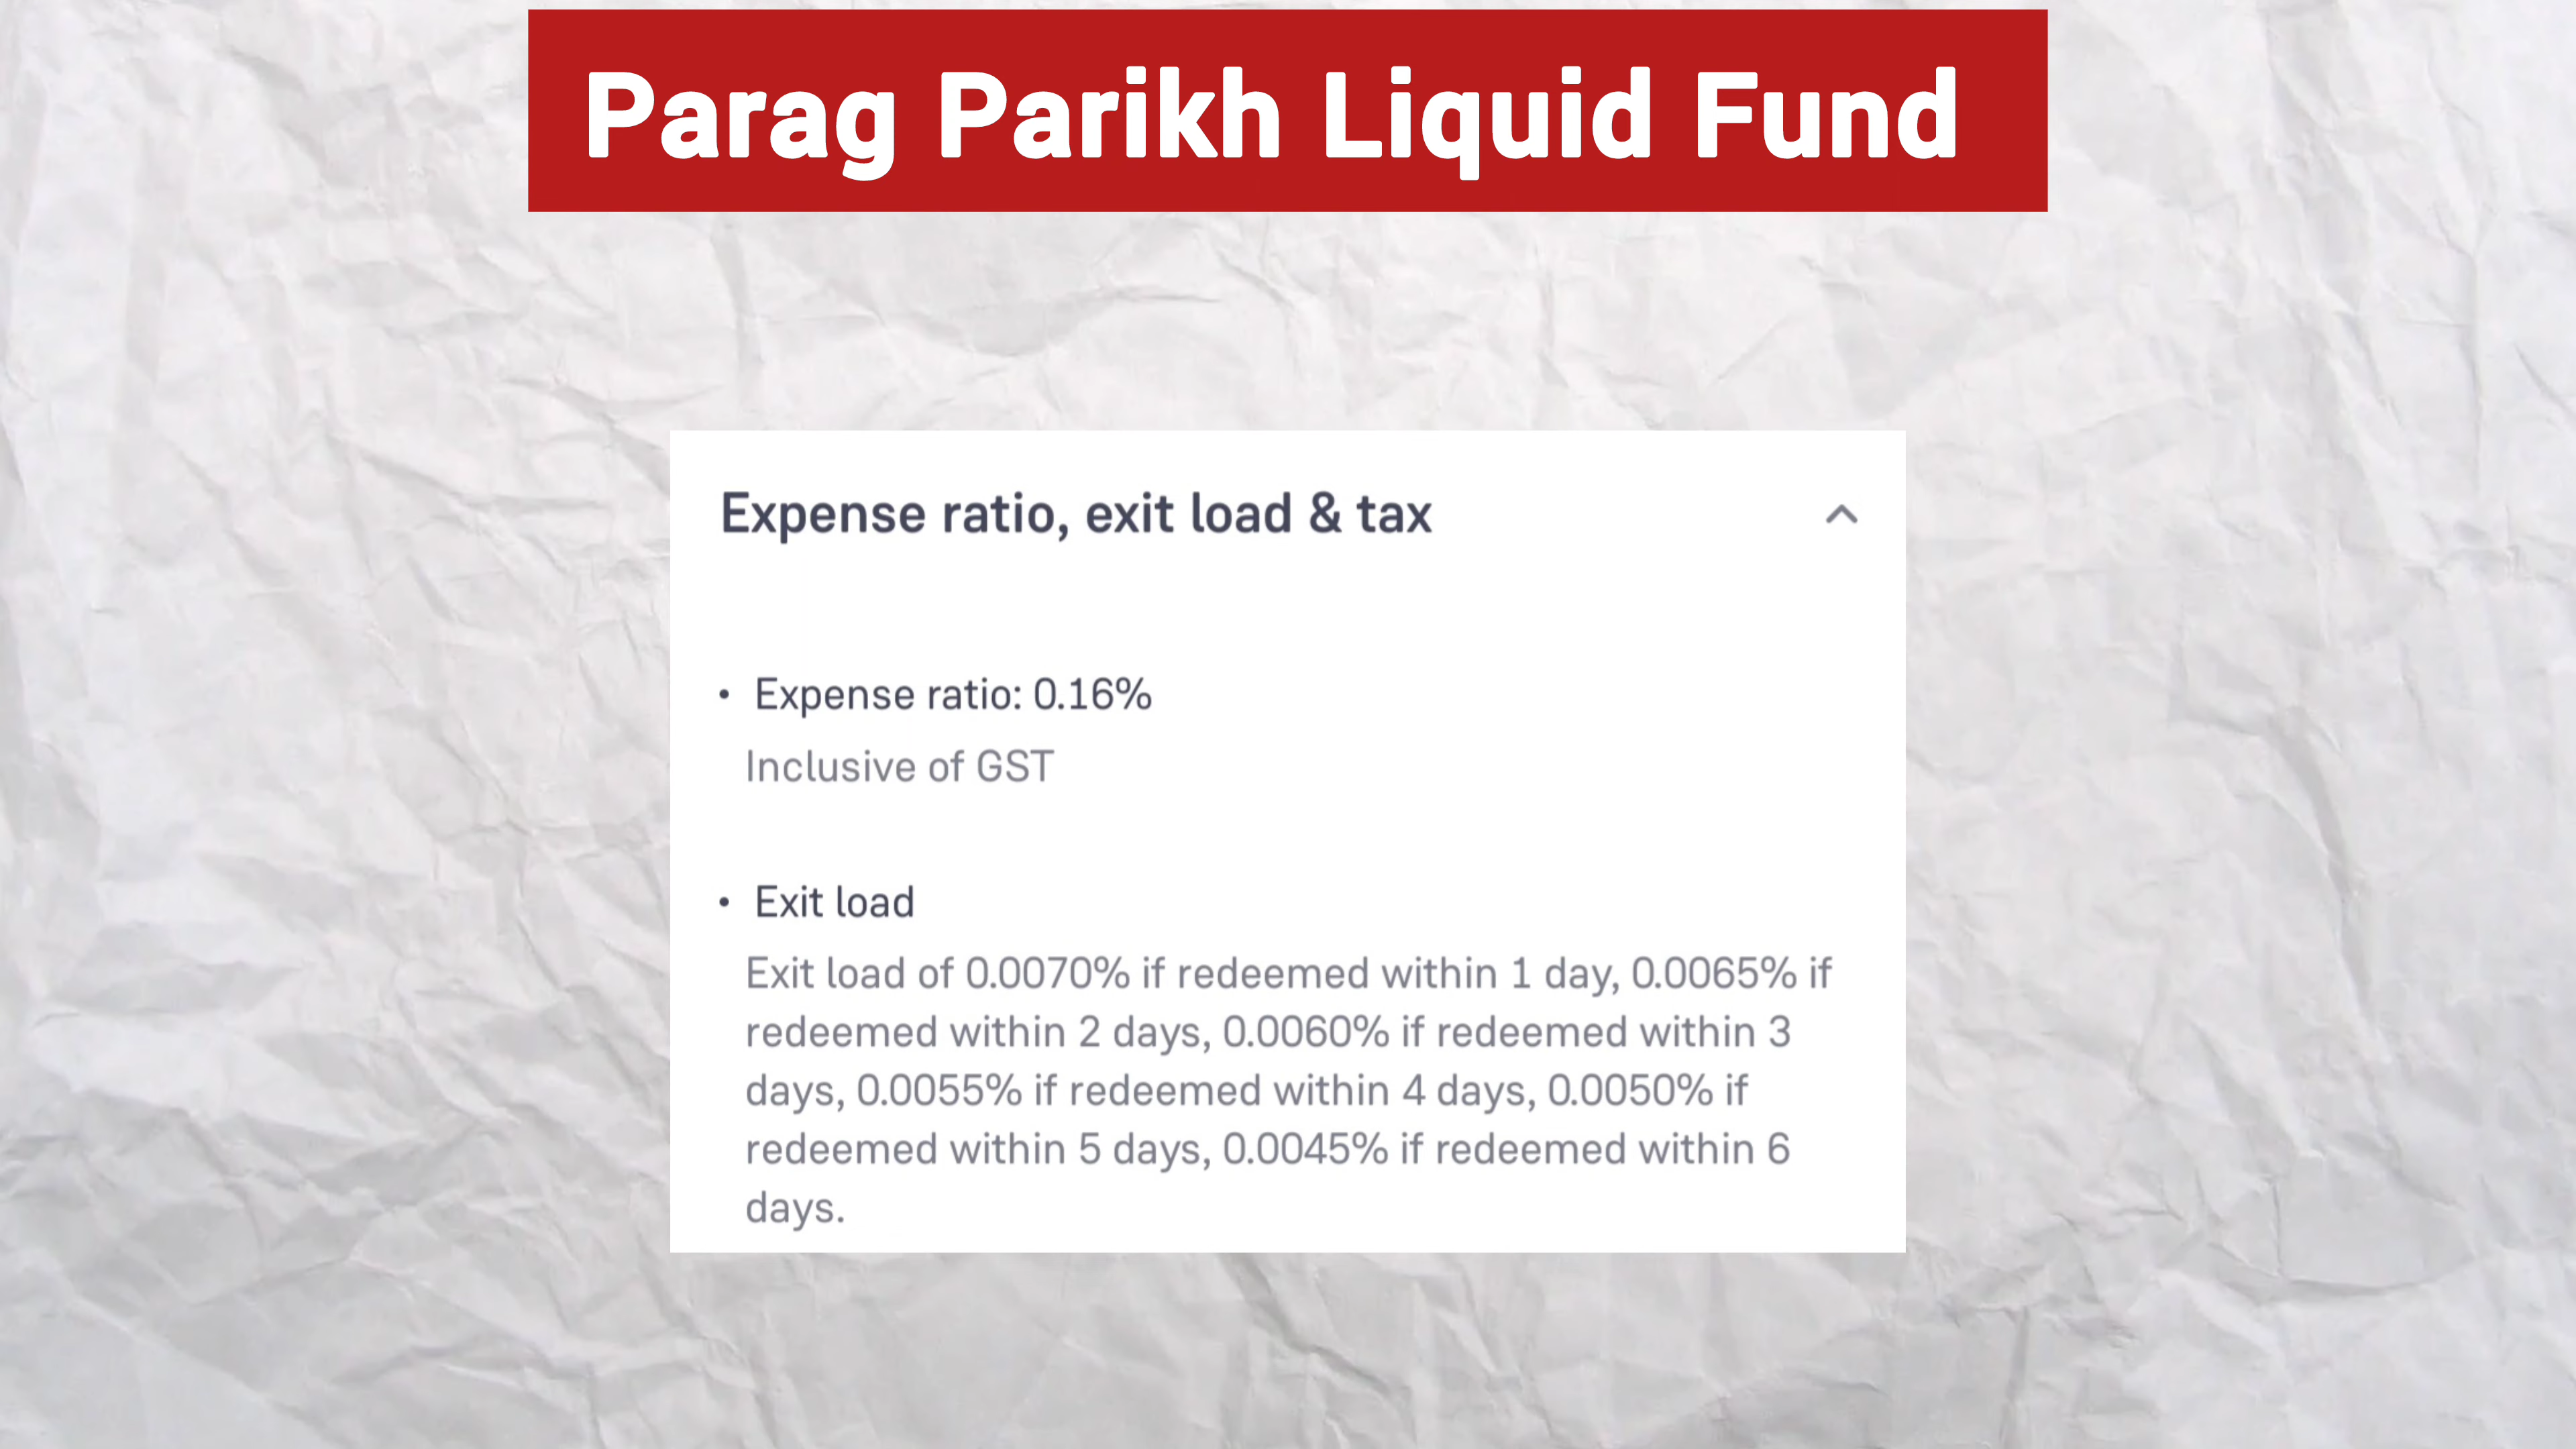 Parag Parikh Liquid Fund
Expense ratio, exit load & tax
• Expense ratio: 0.16%
Inclusive of GST
• Exit load
Exit load of 0.0070% if redeemed within 1 day, 0.0065% if
redeemed within 2 days, 0.0060% if redeemed within 3
days, 0.0055% if redeemed within 4 days, 0.0050% if
redeemed within 5 days, 0.0045% if redeemed within 6
days.